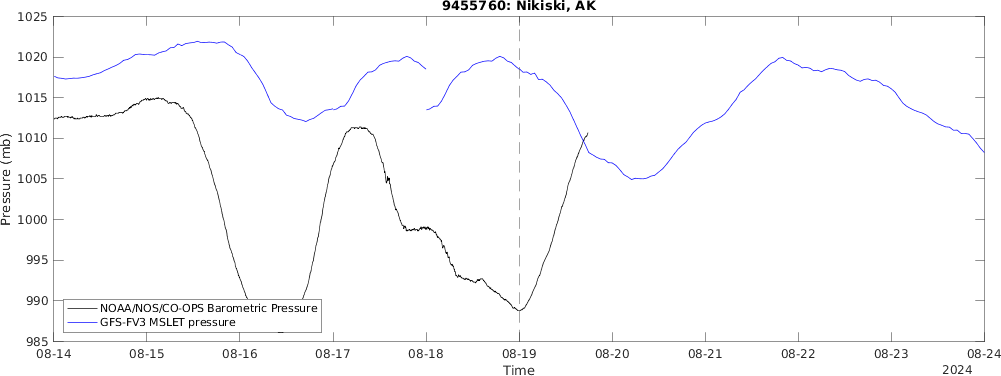 9455760: Nikiski, AK
Pressure (mb)
1025
1020
1015
1010
1005
1000
995
990
985
NOAA/NOS/CO-OPS Barometric Pressure
GFS-FV3 MSLET pressure
08-14 08-15 08-16 08-17 08-18 08-19 08-20 08-21 08-22 08-23 08-24
Time
2024